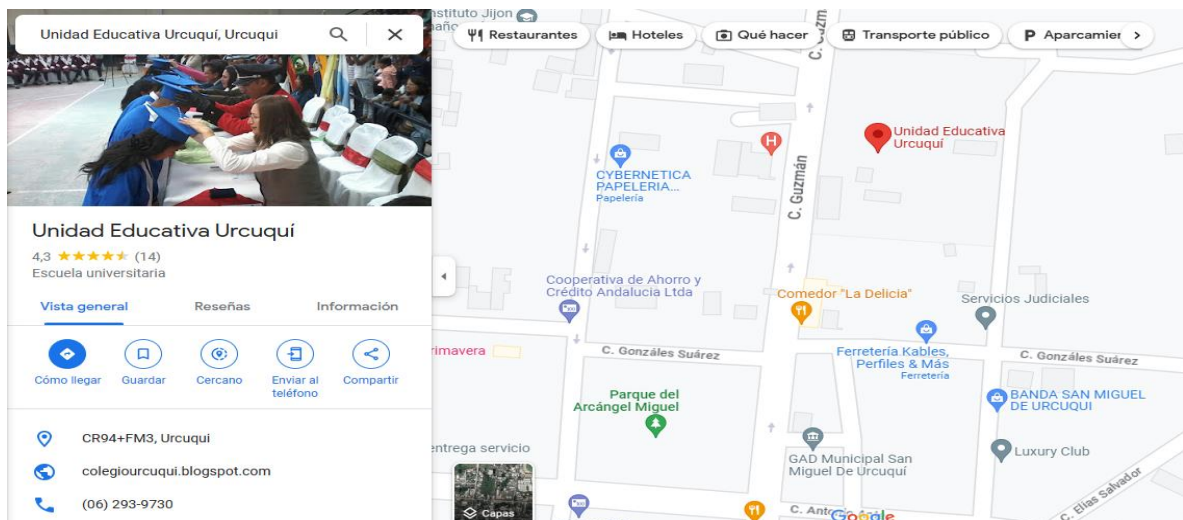 Unidad Educativa Urcuquí, Urcuqui
Unidad Educativa Urcuquí
4,3 (14)
Escuela universitaria
Vista general Reseñas Información
Cómo llegar Guardar Cercano Enviar al teléfono Compartir
CR94+FM3, Urcuqui
colegiourcuqui.blogspot.com
(06) 293-9730
Instituto Jijon
Restaurantes Hoteles Qué hacer Transporte público Aparcamien
C. Guzmán
H
Unidad Educativa
Urcuquí
CYBERNETICA
PAPELERIA...
Papelería
C. Guzmán
Cooperativa de Ahorro y
Crédito Andalucia Ltda
Comedor "La Delicia"
Servicios Judiciales
rimavera
C. Gonzáles Suárez
Ferretería Kables,
Perfiles & Más
Ferretería
C. Gonzáles Suárez
Parque del
Arcángel Miguel
BANDA SAN MIGUEL
DE URCUQUI
entrega servicio
GAD Municipal San
Miguel De Urcuquí
Luxury Club
Capas
C. Elias Salvador
Google